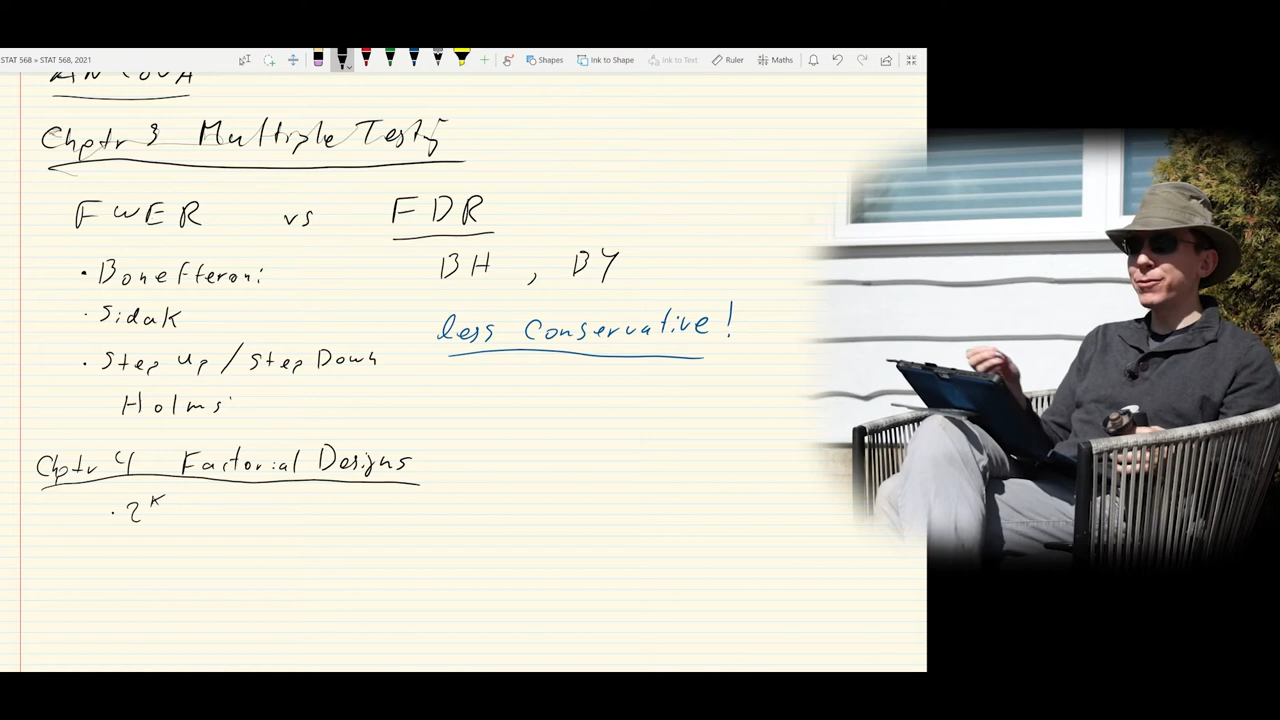 STAT 568 » STAT 568, 2021
Shapes Ink to Shape Ink to Text Ruler Maths
ANCOVA
Chptr 3 Multiple Testing
FWER vs FDR
• Bonefferoni BH , BY
• Sidak less conservative!
• Step Up / Step Down
Holms
Chptr 4 Factorial Designs
• 2^K